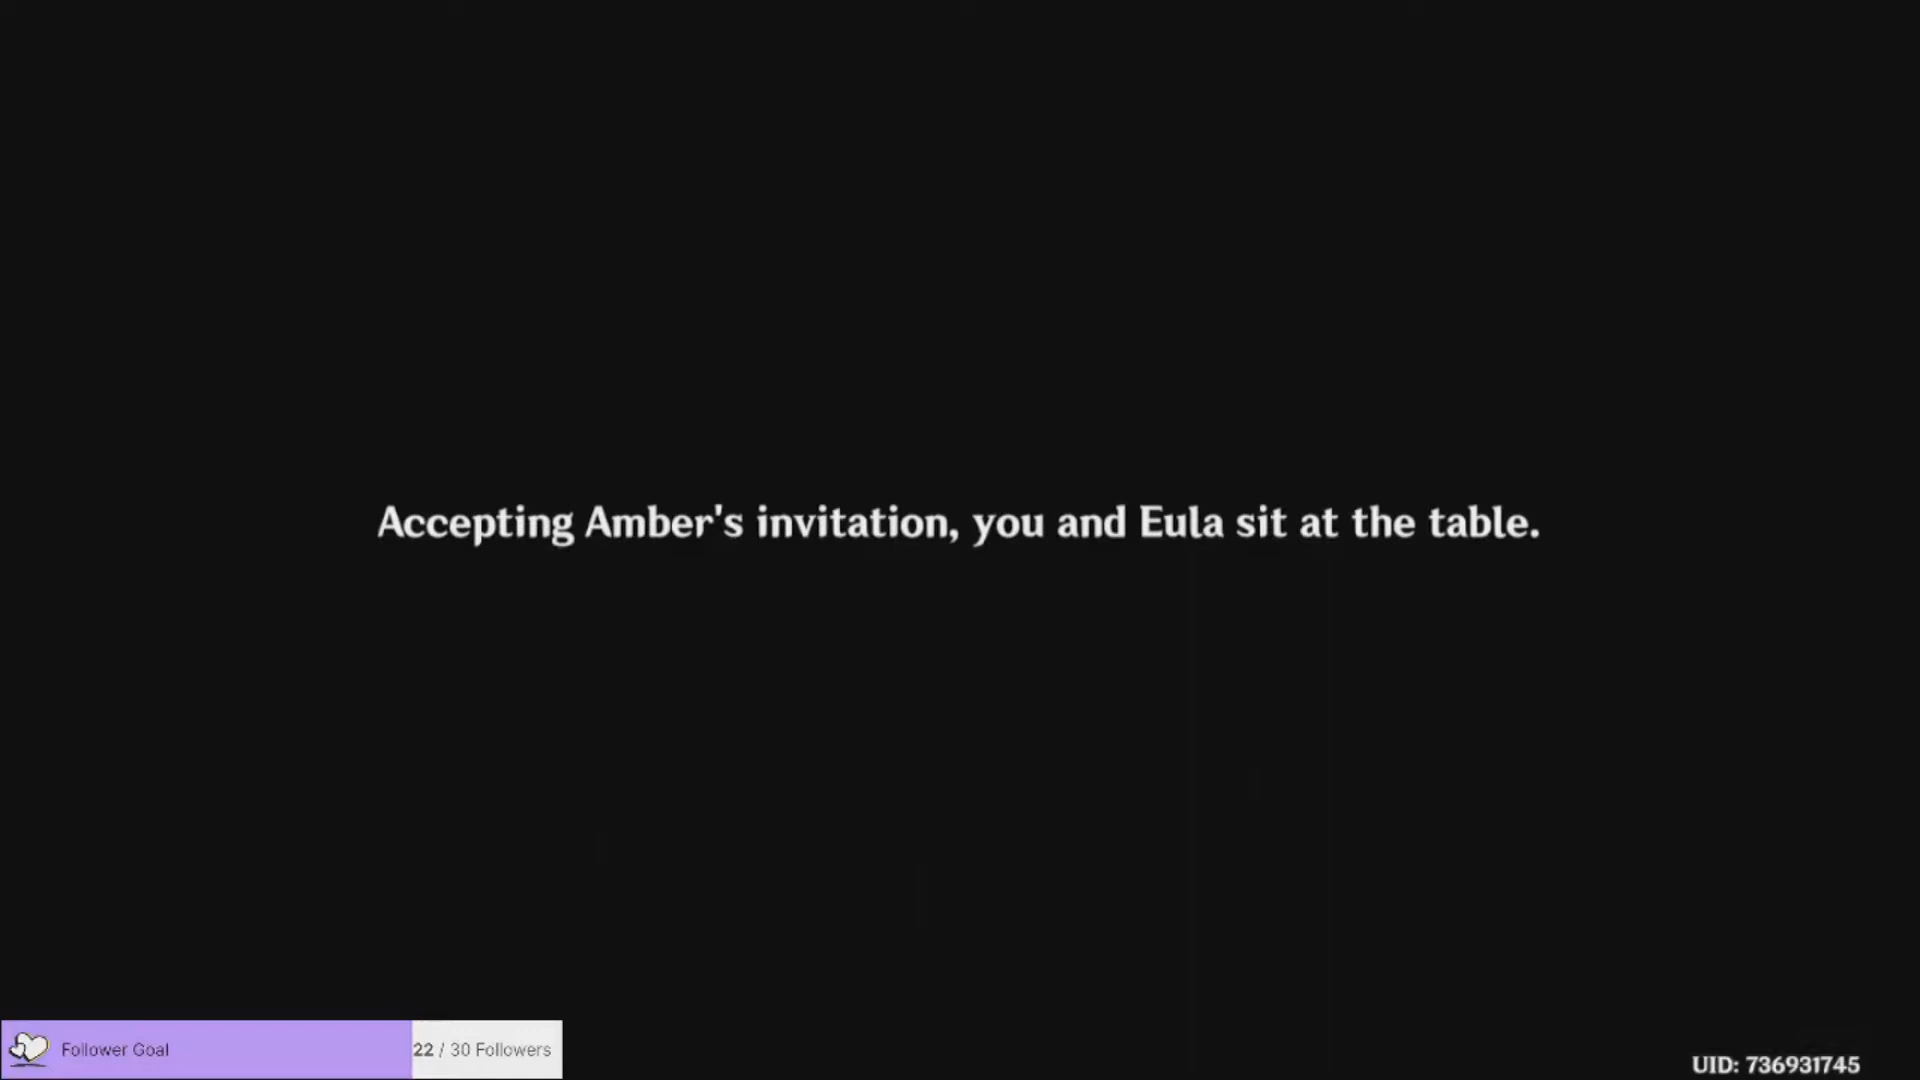 Accepting Amber's invitation, you and Eula sit at the table.
Follower Goal 22 / 30 Followers
UID: 736931745